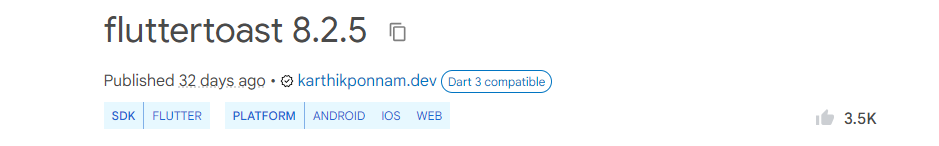 fluttertoast 8.2.5
Published 32 days ago • karthikponnam.dev Dart 3 compatible
SDK FLUTTER PLATFORM ANDROID IOS WEB
3.5K